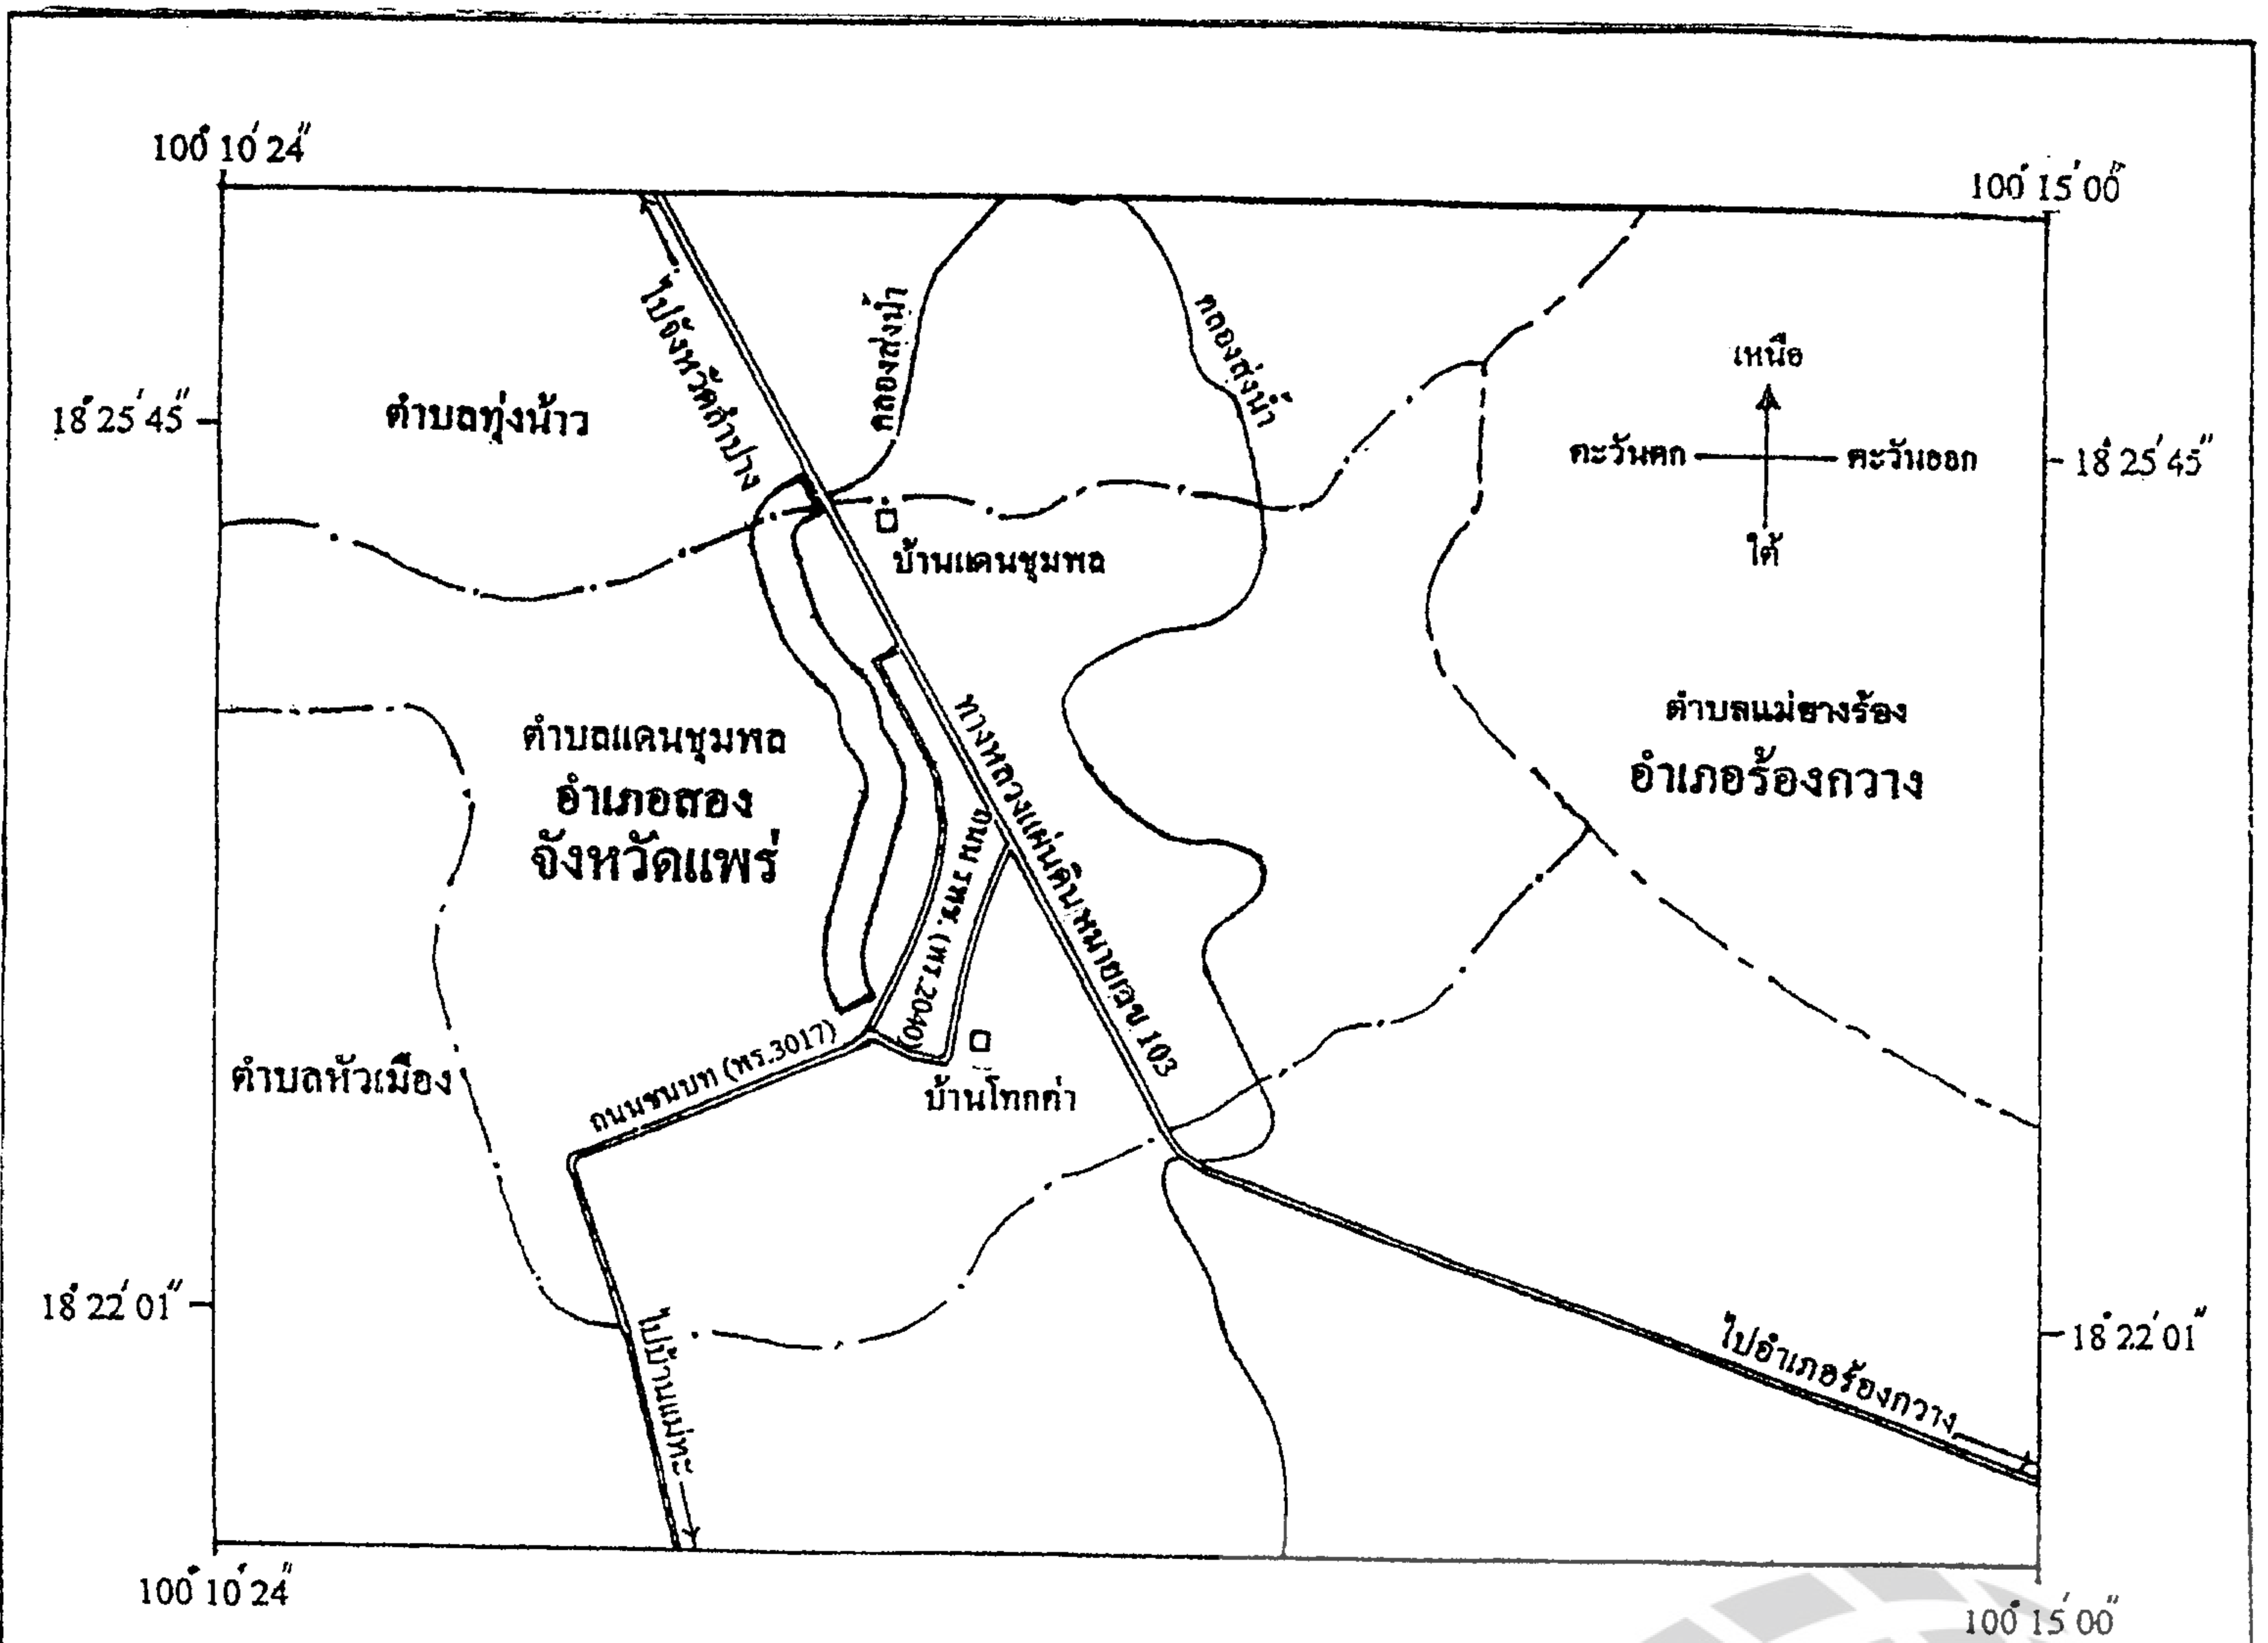 100° 10′ 24″
100° 15′ 00″
ไปจังหวัดลำปาง
คลองส่งน้ำ
คลองส่งน้ำ
เหนือ
ตะวันตก
ตะวันออก
ใต้
18° 25′ 45″
ตำบลทุ่งน้าว
18° 25′ 45″
บ้านแดนชุมพล
ตำบลแดนชุมพล
อำเภอสอง
จังหวัดแพร่
ทางหลวงแผ่นดินหมายเลข 103
ตำบลแม่ยางร้อง
อำเภอร้องกวาง
ถนน รพช. (พร.2040)
ตำบลหัวเมือง
ถนนชนบท (พร.3017)
บ้านโทกค่า
18° 22′ 01″
18° 22′ 01″
ไปบ้านแม่ทะ
ไปอำเภอร้องกวาง
100° 10′ 24″
100° 15′ 00″